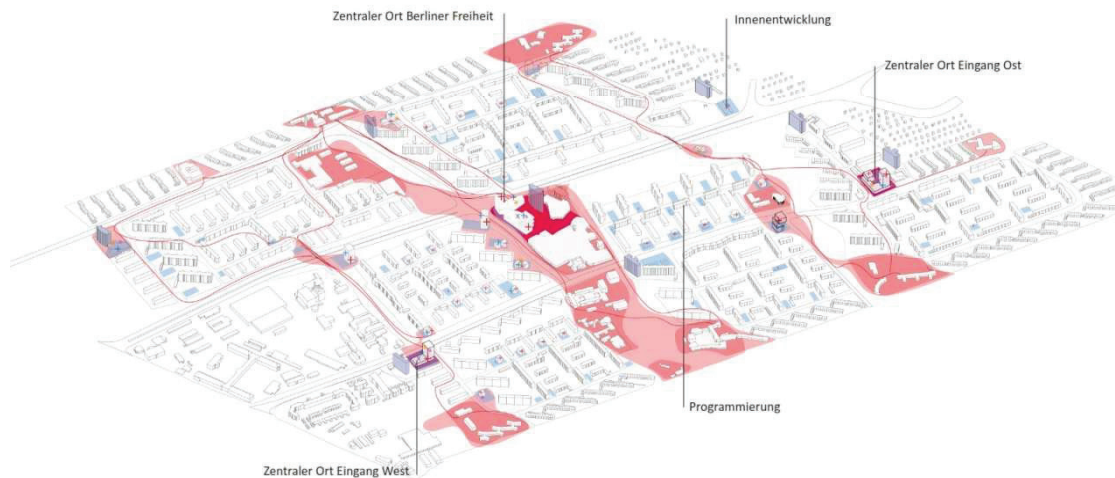 Zentraler Ort Berliner Freiheit
Innenentwicklung
Zentraler Ort Eingang Ost
Programmierung
Zentraler Ort Eingang West